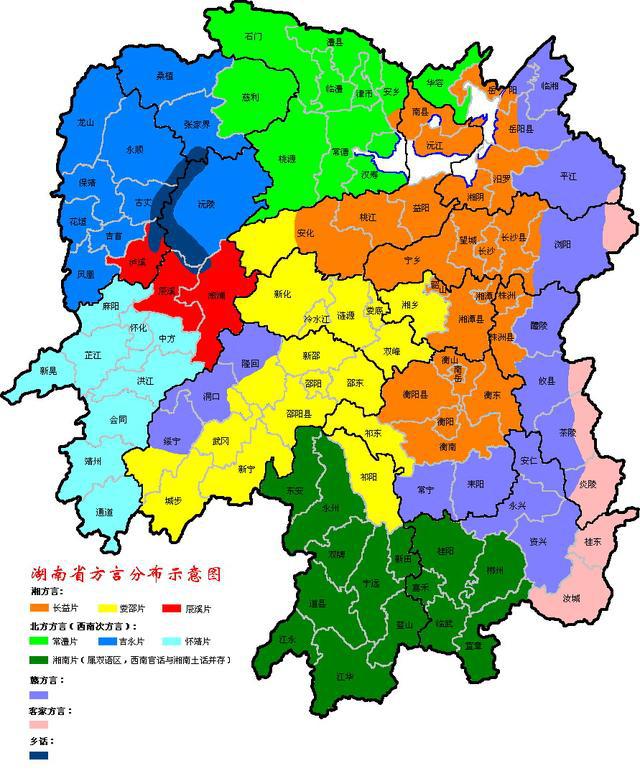 石门
澧县
桑植
慈利
临澧
津市
安乡
华容
岳阳
临湘
南县
岳阳县
龙山
张家界
永顺
桃源
常德
汉寿
沅江
汨罗
平江
保靖
古丈
沅陵
益阳
湘阴
桃江
花垣
吉首
安化
望城
长沙
长沙县
浏阳
凤凰
泸溪
宁乡
辰溪
溆浦
新化
冷水江
涟源
娄底
湘乡
韶山
湘潭
株洲
湘潭县
株洲县
醴陵
麻阳
怀化
中方
芷江
新晃
洪江
隆回
新邵
双峰
衡山
南岳
邵阳
邵东
洞口
衡阳县
衡东
攸县
会同
邵阳县
衡阳
衡南
祁东
茶陵
绥宁
武冈
靖州
新宁
祁阳
安仁
炎陵
城步
通道
东安
永州
常宁
耒阳
永兴
资兴
桂东
双牌
新田
桂阳
郴州
汝城
宁远
嘉禾
道县
蓝山
临武
宜章
江永
江华
湖南省方言分布示意图
湘方言：
长益片 娄邵片 辰溪片
北方方言（西南次方言）：
常澧片 吉永片 怀靖片
湘南片（属双语区，西南官话与湘南土话并存）
赣方言：
客家方言：
乡话：